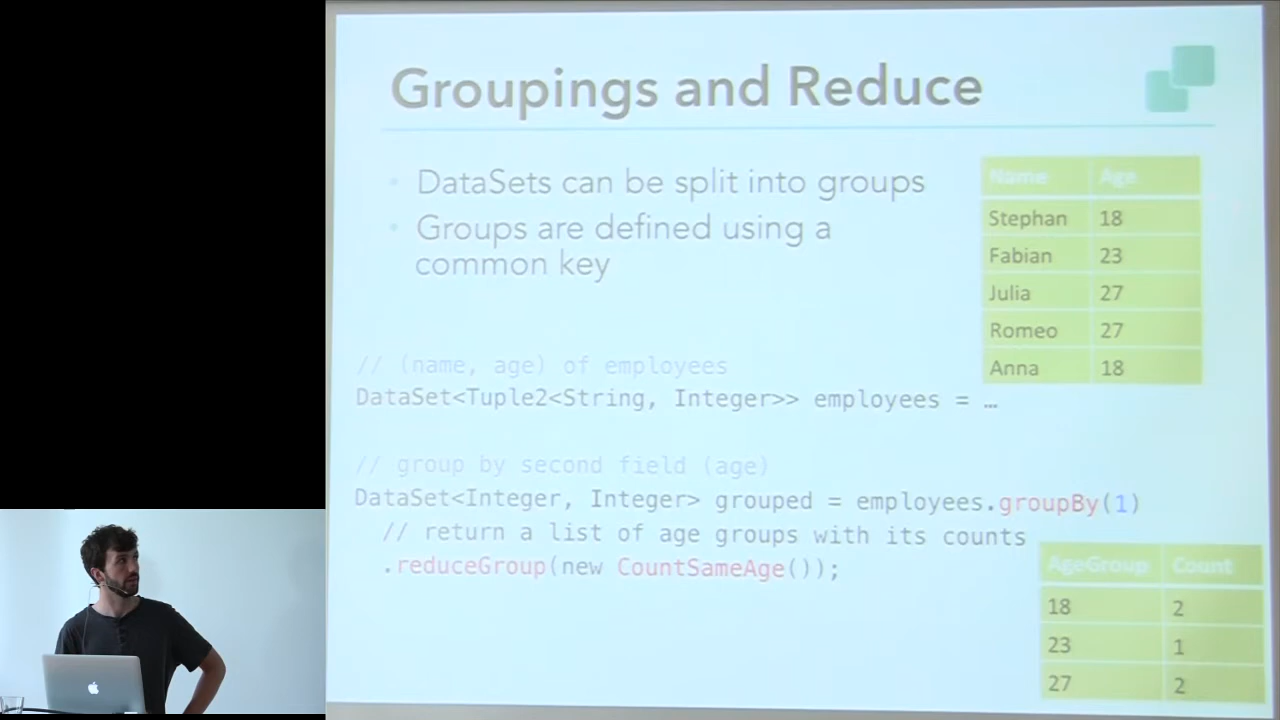 Groupings and Reduce
DataSets can be split into groups
Groups are defined using a
common key
Name Age
Stephan 18
Fabian 23
Julia 27
Romeo 27
Anna 18
// (name, age) of employees
DataSet<Tuple2<String, Integer>> employees = …
// group by second field (age)
DataSet<Integer, Integer> grouped = employees.groupBy(1)
// return a list of age groups with its counts
.reduceGroup(new CountSameAge());
AgeGroup Count
18 2
23 1
27 2